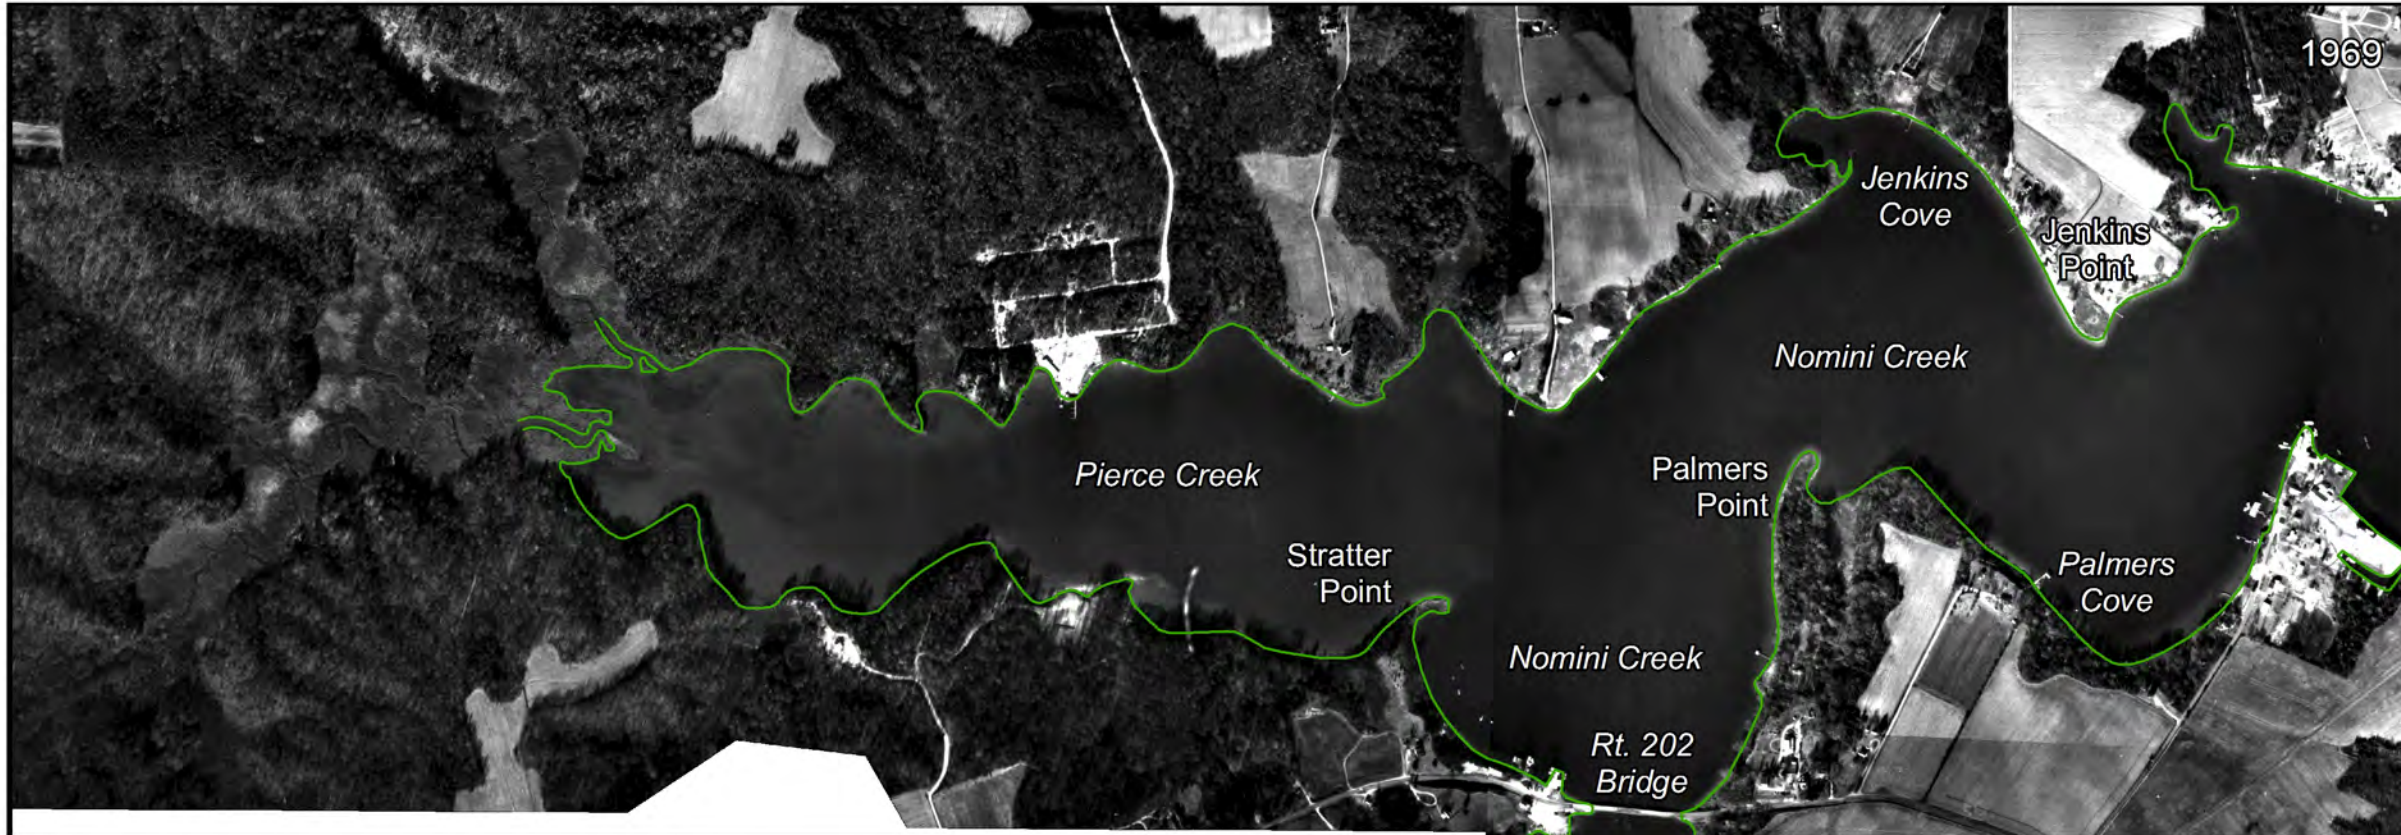 1969
Jenkins
Cove
Jenkins
Point
Nomini Creek
Palmers
Point
Pierce Creek
Stratter
Point
Palmers
Cove
Nomini Creek
Rt. 202
Bridge